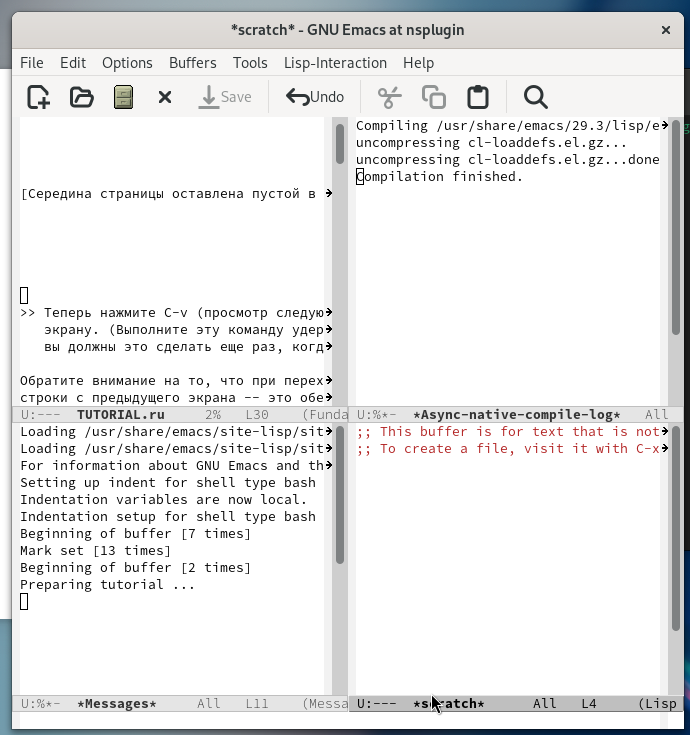 *scratch* - GNU Emacs at nsplugin
File Edit Options Buffers Tools Lisp-Interaction Help
Save Undo
[Середина страницы оставлена пустой в
>> Теперь нажмите C-v (просмотр следую
экрану. (Выполните эту команду удер
вы должны это сделать еще раз, когд
Обратите внимание на то, что при перех
строки с предыдущего экрана -- это обе
U:--- TUTORIAL.ru 2% L30 (Funda
Compiling /usr/share/emacs/29.3/lisp/e
uncompressing cl-loaddefs.el.gz...
uncompressing cl-loaddefs.el.gz...done
Compilation finished.
U:%*- *Async-native-compile-log* All
Loading /usr/share/emacs/site-lisp/sit
Loading /usr/share/emacs/site-lisp/sit
For information about GNU Emacs and th
Setting up indent for shell type bash
Indentation variables are now local.
Indentation setup for shell type bash
Beginning of buffer [7 times]
Mark set [13 times]
Beginning of buffer [2 times]
Preparing tutorial ...
U:%*- *Messages* All L11 (Messa
;; This buffer is for text that is not
;; To create a file, visit it with C-x
U:--- *scratch* All L4 (Lisp